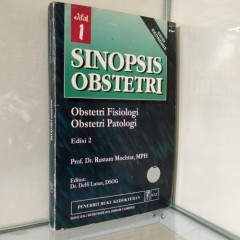 Jilid
1
SINOPSIS
OBSTETRI
Obstetri Fisiologi
Obstetri Patologi
Edisi 2
Prof. Dr. Rustam Mochtar, MPH
Editor:
Dr. Delfi Lutan, DSOG
PENERBIT BUKU KEDOKTERAN
EGC